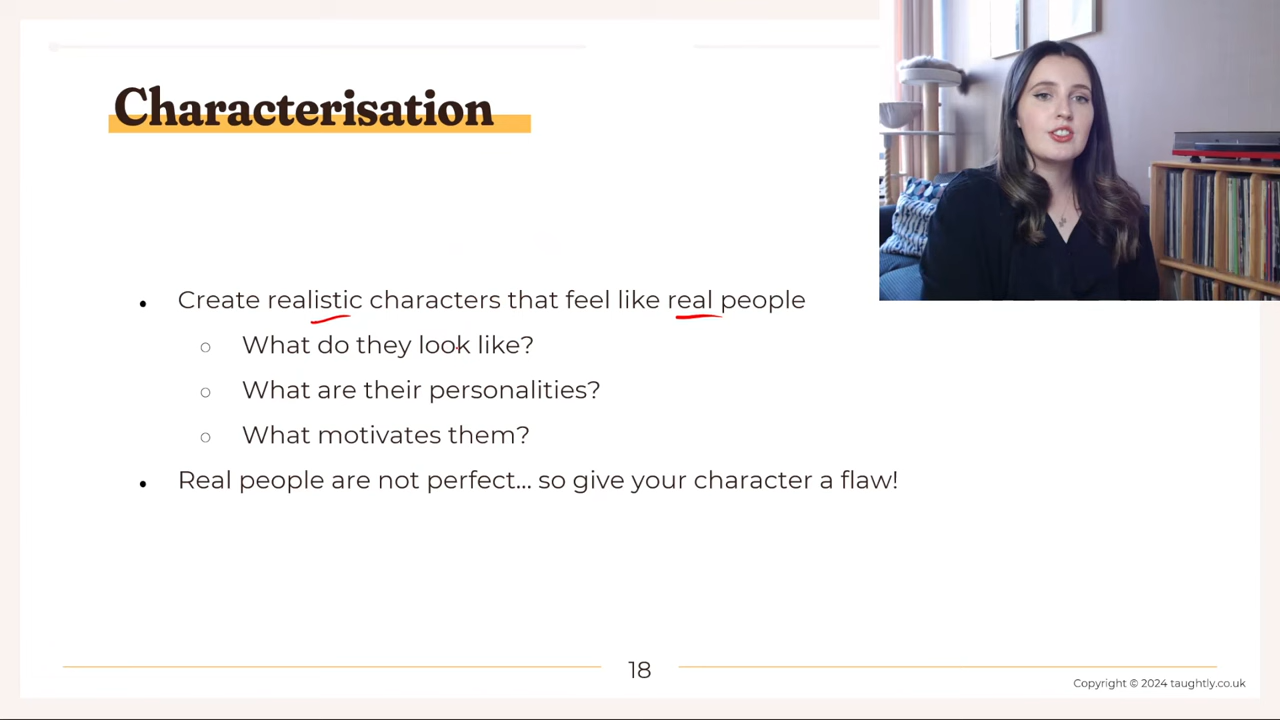 Characterisation
Create realistic characters that feel like real people
What do they look like?
What are their personalities?
What motivates them?
Real people are not perfect... so give your character a flaw!
18
Copyright © 2024 taughtly.co.uk